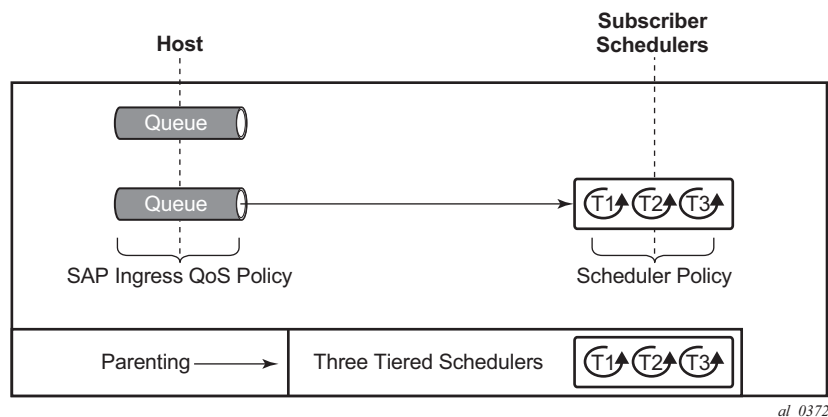 Host
Subscriber
Schedulers
Queue
Queue
T1 T2 T3
SAP Ingress QoS Policy
Scheduler Policy
Parenting
Three Tiered Schedulers
T1 T2 T3
al_0372